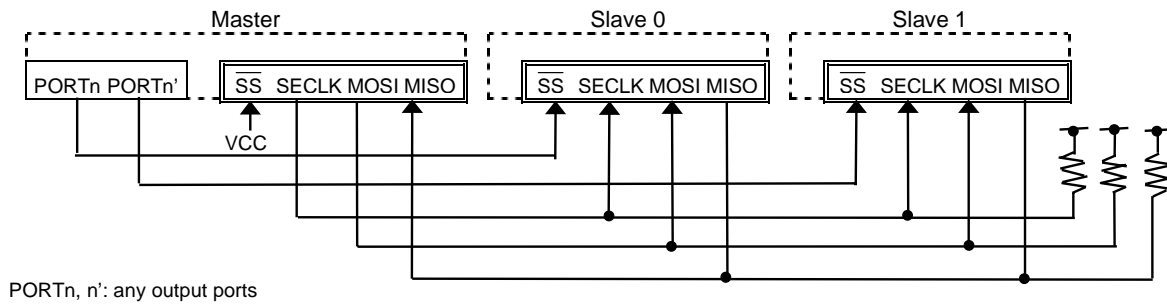 Master Slave 0 Slave 1
PORTn PORTn’ SS SECLK MOSI MISO SS SECLK MOSI MISO SS SECLK MOSI MISO
VCC
PORTn, n’: any output ports